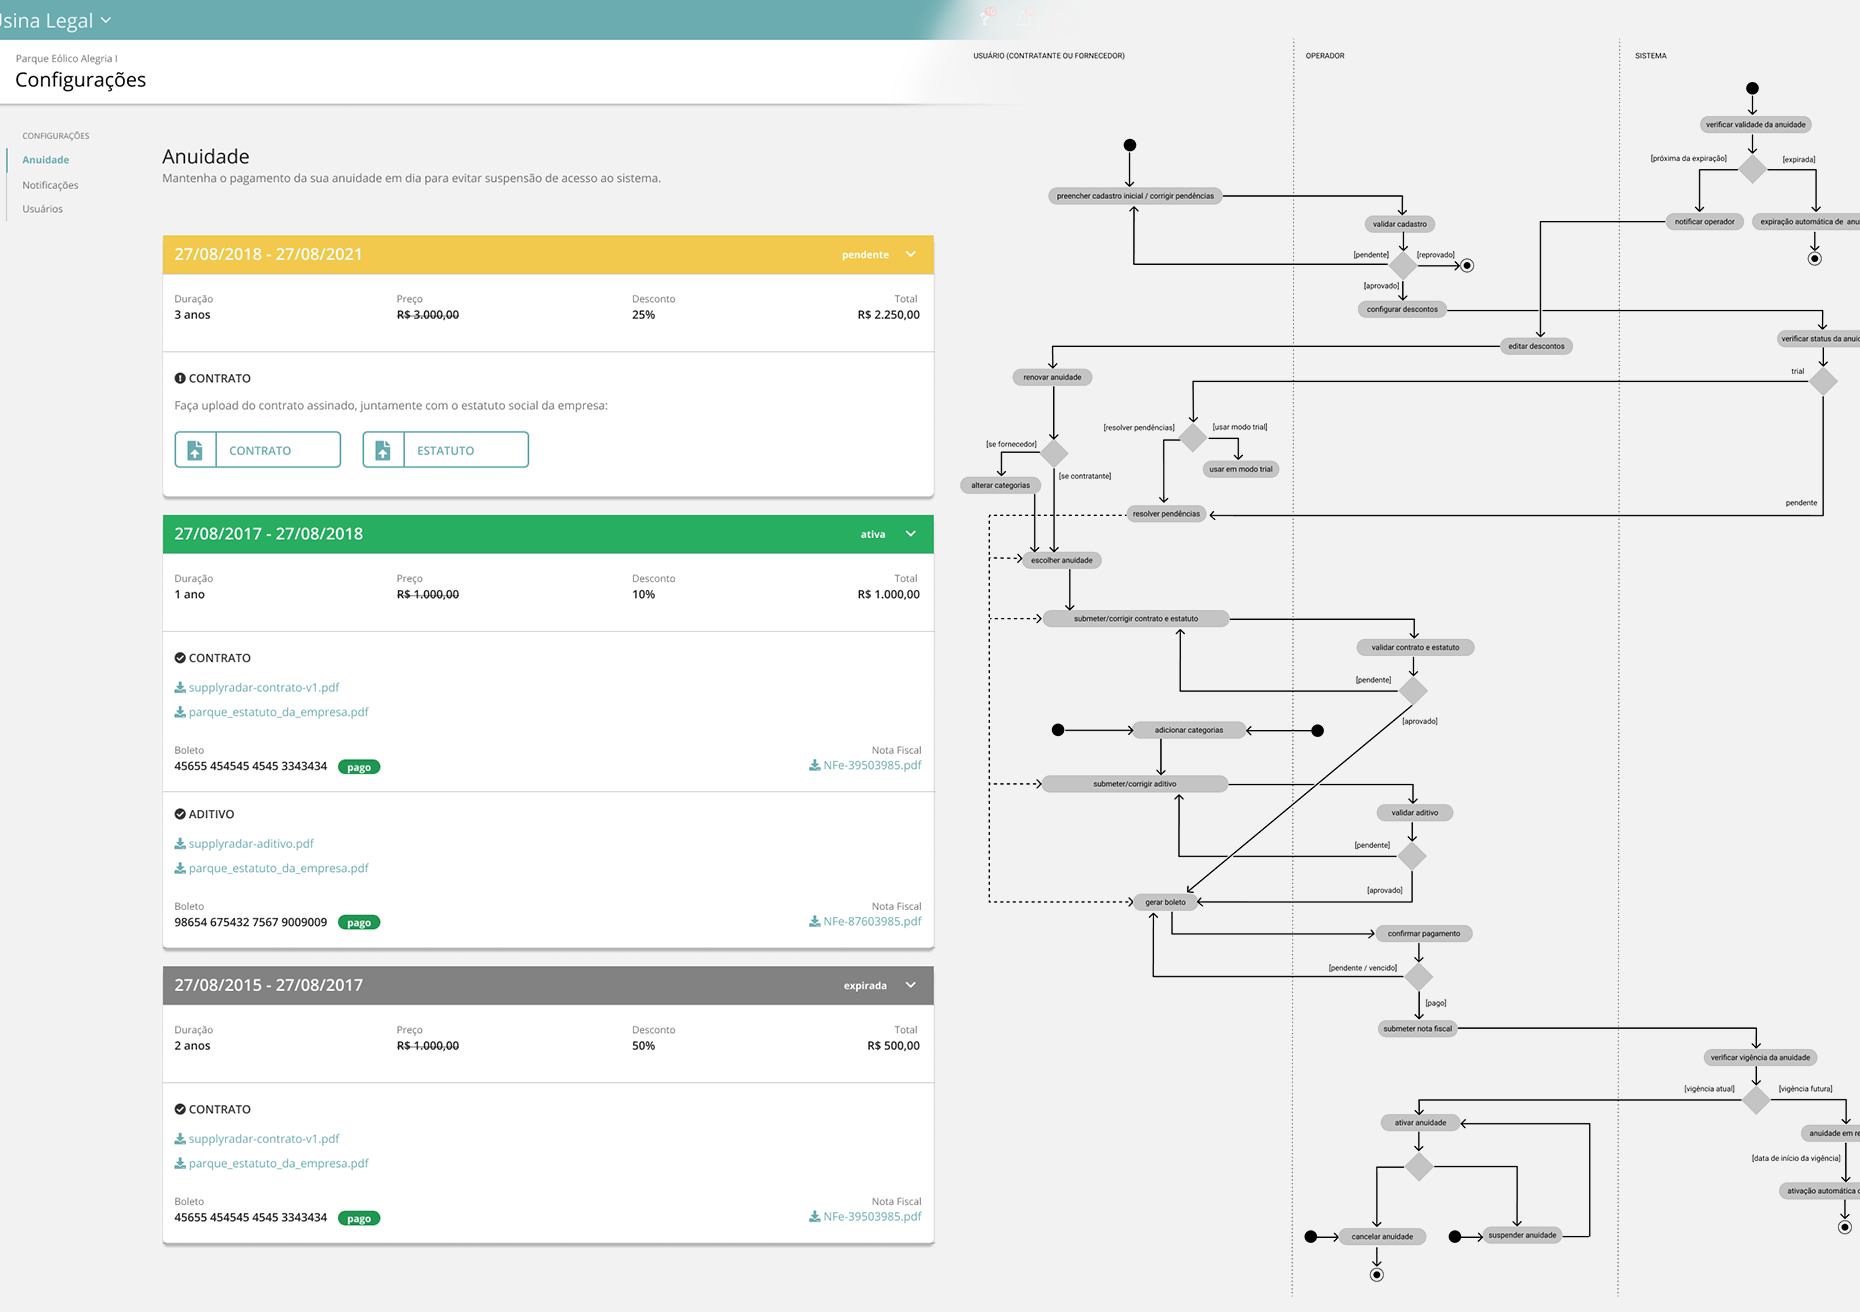 Usina Legal
Parque Eólico Alegria I
Configurações
CONFIGURAÇÕES
Anuidade
Notificações
Usuários
Anuidade
Mantenha o pagamento da sua anuidade em dia para evitar suspensão de acesso ao sistema.
27/08/2018 - 27/08/2021 pendente
Duração Preço Desconto Total
3 anos R$ 3.000,00 25% R$ 2.250,00
CONTRATO
Faça upload do contrato assinado, juntamente com o estatuto social da empresa:
CONTRATO ESTATUTO
27/08/2017 - 27/08/2018 ativa
Duração Preço Desconto Total
1 ano R$ 1.000,00 10% R$ 1.000,00
CONTRATO
supplyradar-contrato-v1.pdf
parque_estatuto_da_empresa.pdf
Boleto Nota Fiscal
45655 454545 4545 3343434 pago NFe-39503985.pdf
ADITIVO
supplyradar-aditivo.pdf
parque_estatuto_da_empresa.pdf
Boleto Nota Fiscal
98654 675432 7567 9009009 pago NFe-87603985.pdf
27/08/2015 - 27/08/2017 expirada
Duração Preço Desconto Total
2 anos R$ 1.000,00 50% R$ 500,00
CONTRATO
supplyradar-contrato-v1.pdf
parque_estatuto_da_empresa.pdf
Boleto Nota Fiscal
45655 454545 4545 3343434 pago NFe-39503985.pdf
USUÁRIO (CONTRATANTE OU FORNECEDOR)
OPERADOR
SISTEMA
verificar validade da anuidade
[próxima da expiração] [expirada]
notificar operador
expiração automática de
preencher cadastro inicial / corrigir pendências
validar cadastro
[pendente] [reprovado]
[aprovado]
configurar descontos
verificar status da
editar descontos
trial
renovar anuidade
[resolver pendências] [usar modo trial]
[se fornecedor]
usar em modo trial
[se contratante]
alterar categorias
pendente
resolver pendências
escolher anuidade
submeter/corrigir contrato e estatuto
validar contrato e estatuto
[pendente]
[aprovado]
adicionar categorias
submeter/corrigir aditivo
validar aditivo
[pendente]
[aprovado]
gerar boleto
confirmar pagamento
[pendente / vencido]
[pago]
submeter nota fiscal
verificar vigência da anuidade
[vigência atual] [vigência futura]
ativar anuidade
anuidade em
[data de início da vigência]
ativação automática
cancelar anuidade
suspender anuidade